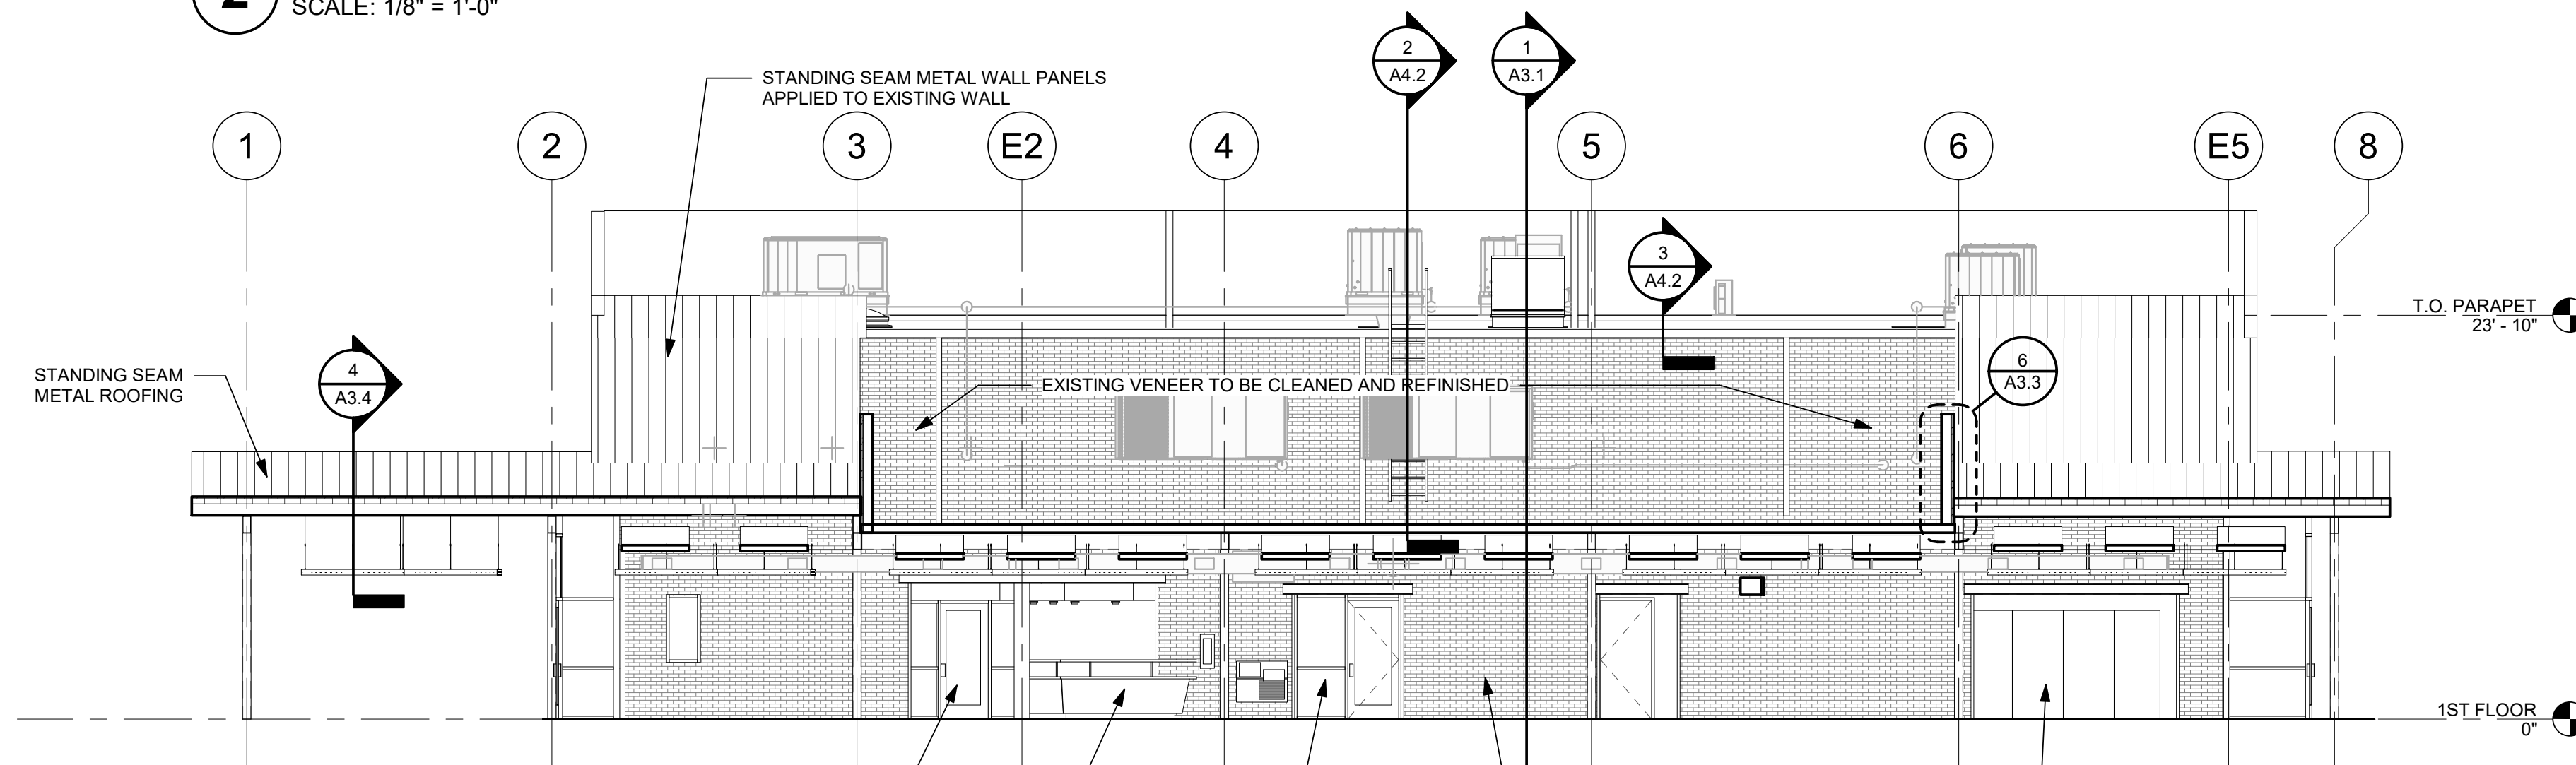 SCALE: 1/8" = 1'-0"
2
A4.2
1
A3.1
STANDING SEAM METAL WALL PANELS
APPLIED TO EXISTING WALL
1
2
3
E2
4
5
6
E5
8
3
A4.2
T.O. PARAPET
23' - 10"
STANDING SEAM
METAL ROOFING
4
A3.4
EXISTING VENEER TO BE CLEANED AND REFINISHED
6
A3.3
1ST FLOOR
0"